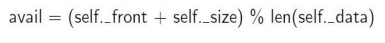 avail = (self._front + self._size) % len(self._data)